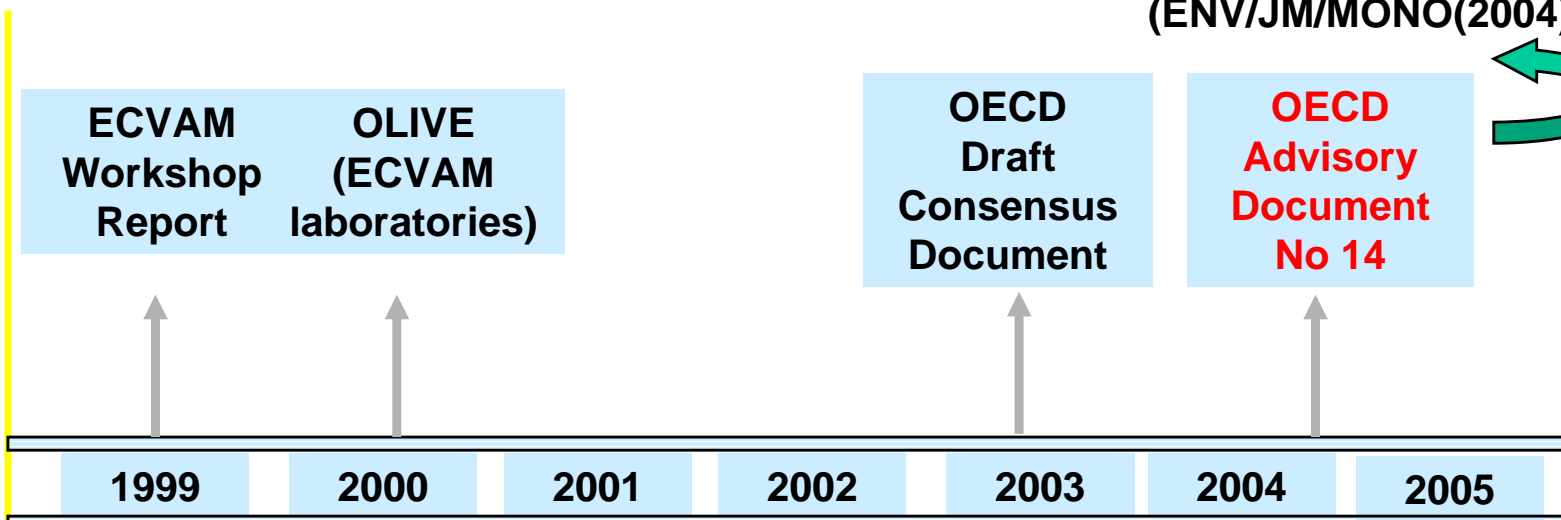 (ENV/JM/MONO(2004)
ECVAM
Workshop
Report
OLIVE
(ECVAM
laboratories)
OECD
Draft
Consensus
Document
OECD
Advisory
Document
No 14
1999
2000
2001
2002
2003
2004
2005